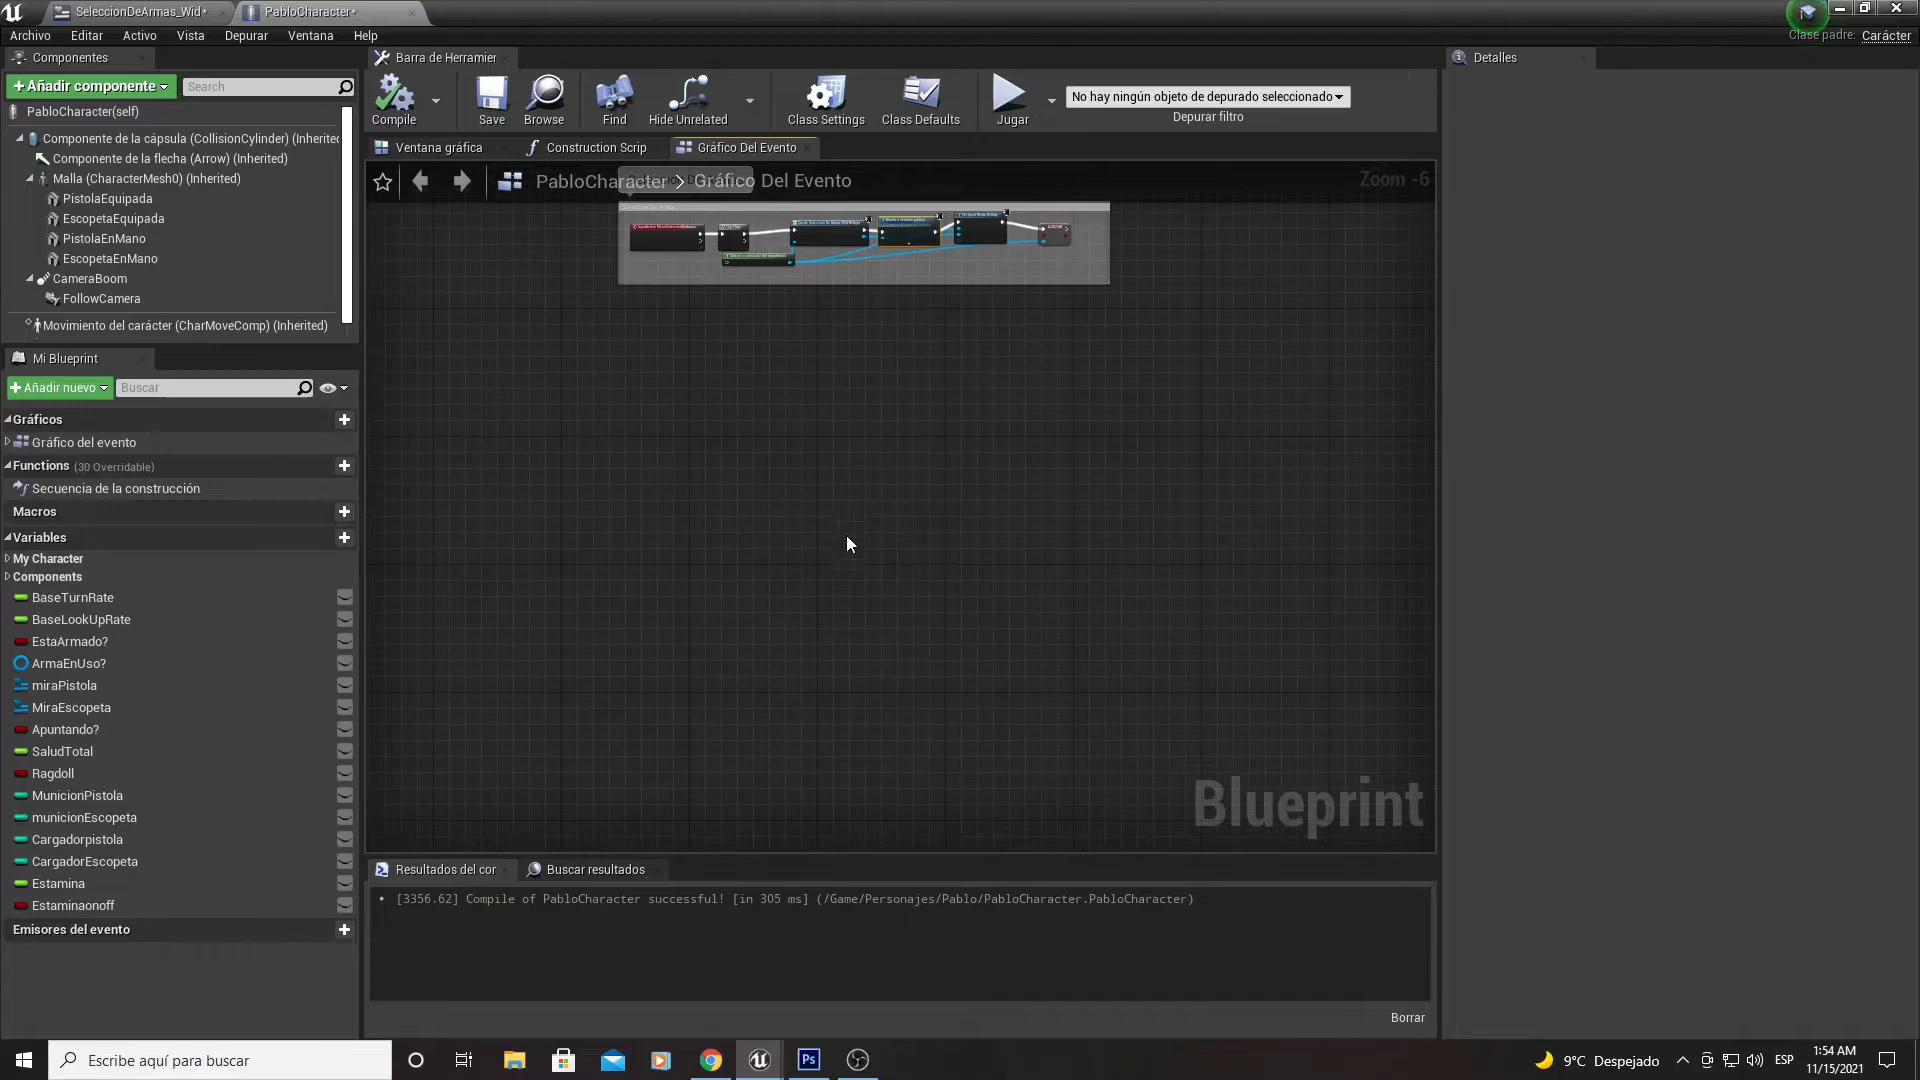 SeleccionDeArmas_Wid*
PabloCharacter*
Archivo Editar Activo Vista Depurar Ventana Help
Clase padre: Carácter
Componentes
Añadir componente
Search
PabloCharacter(self)
Componente de la cápsula (CollisionCylinder) (Inherited
Componente de la flecha (Arrow) (Inherited)
Malla (CharacterMesh0) (Inherited)
PistolaEquipada
EscopetaEquipada
PistolaEnMano
EscopetaEnMano
CameraBoom
FollowCamera
Movimiento del carácter (CharMoveComp) (Inherited)
Mi Blueprint
Añadir nuevo
Buscar
Gráficos
Gráfico del evento
Functions (30 Overridable)
Secuencia de la construcción
Macros
Variables
My Character
Components
BaseTurnRate
BaseLookUpRate
EstaArmado?
ArmaEnUso?
miraPistola
MiraEscopeta
Apuntando?
SaludTotal
Ragdoll
MunicionPistola
municionEscopeta
Cargadorpistola
CargadorEscopeta
Estamina
Estaminaonoff
Emisores del evento
Barra de Herramier
Compile
Save
Browse
Find
Hide Unrelated
Class Settings
Class Defaults
Jugar
No hay ningún objeto de depurado seleccionado
Depurar filtro
Ventana gráfica
Construction Scrip
Gráfico Del Evento
PabloCharacter > Gráfico Del Evento
Zoom -6
Blueprint
Resultados del cor
Buscar resultados
• [3356.62] Compile of PabloCharacter successful! [in 305 ms] (/Game/Personajes/Pablo/PabloCharacter.PabloCharacter)
Borrar
Detalles
Escribe aquí para buscar
Ps
9°C Despejado
ESP
1:54 AM
11/15/2021